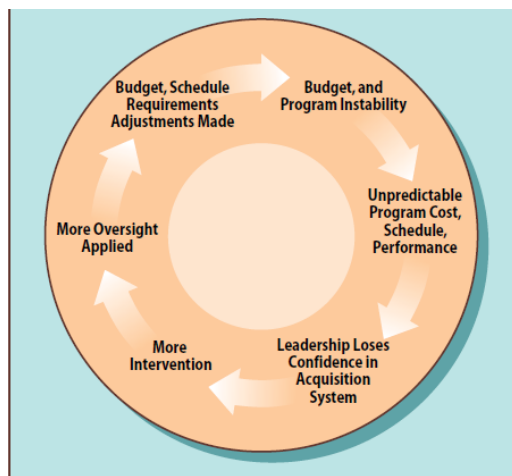 Budget, Schedule
Requirements
Adjustments Made
Budget, and
Program Instability
Unpredictable
Program Cost,
Schedule,
Performance
Leadership Loses
Confidence in
Acquisition
System
More
Intervention
More Oversight
Applied